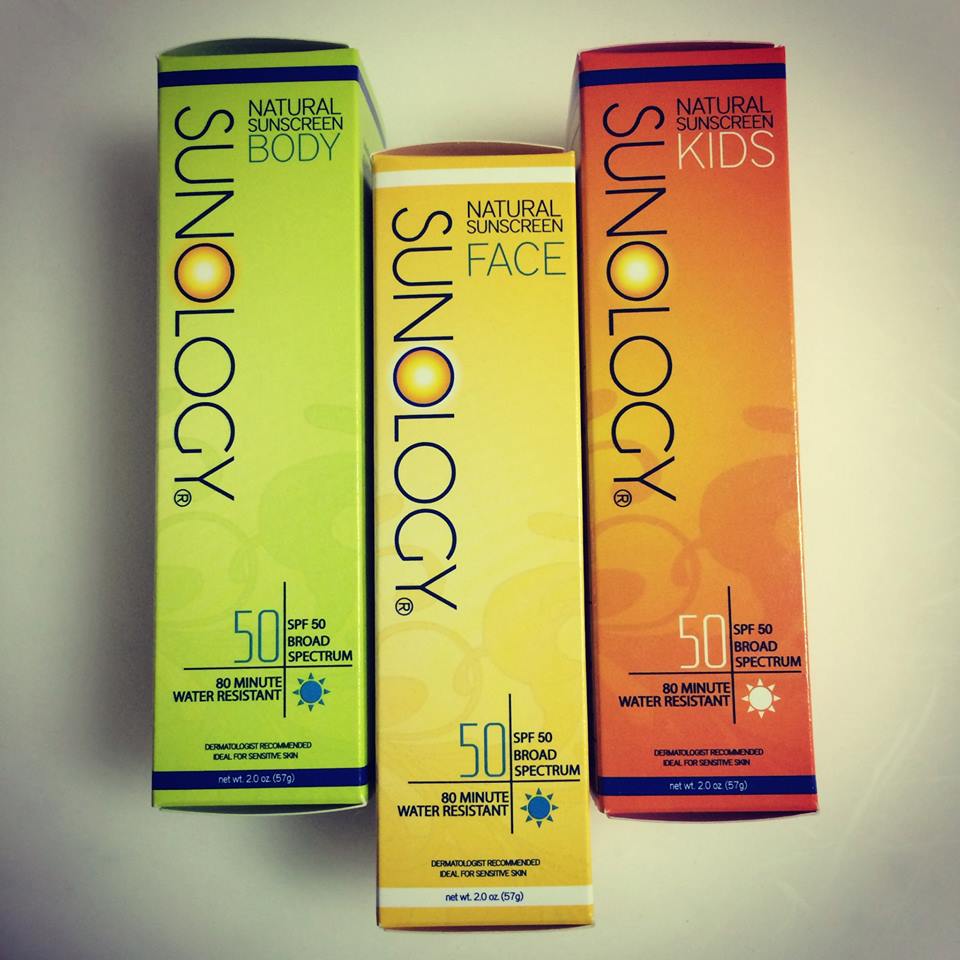 SUNOLOGY®
NATURAL
SUNSCREEN
BODY
50
SPF 50
BROAD
SPECTRUM
80 MINUTE
WATER RESISTANT
DERMATOLOGIST RECOMMENDED
IDEAL FOR SENSITIVE SKIN
net wt. 2.0 oz. (57g)
SUNOLOGY®
NATURAL
SUNSCREEN
FACE
50
SPF 50
BROAD
SPECTRUM
80 MINUTE
WATER RESISTANT
DERMATOLOGIST RECOMMENDED
IDEAL FOR SENSITIVE SKIN
net wt. 2.0 oz. (57g)
SUNOLOGY®
NATURAL
SUNSCREEN
KIDS
50
SPF 50
BROAD
SPECTRUM
80 MINUTE
WATER RESISTANT
DERMATOLOGIST RECOMMENDED
IDEAL FOR SENSITIVE SKIN
net wt. 2.0 oz. (57g)